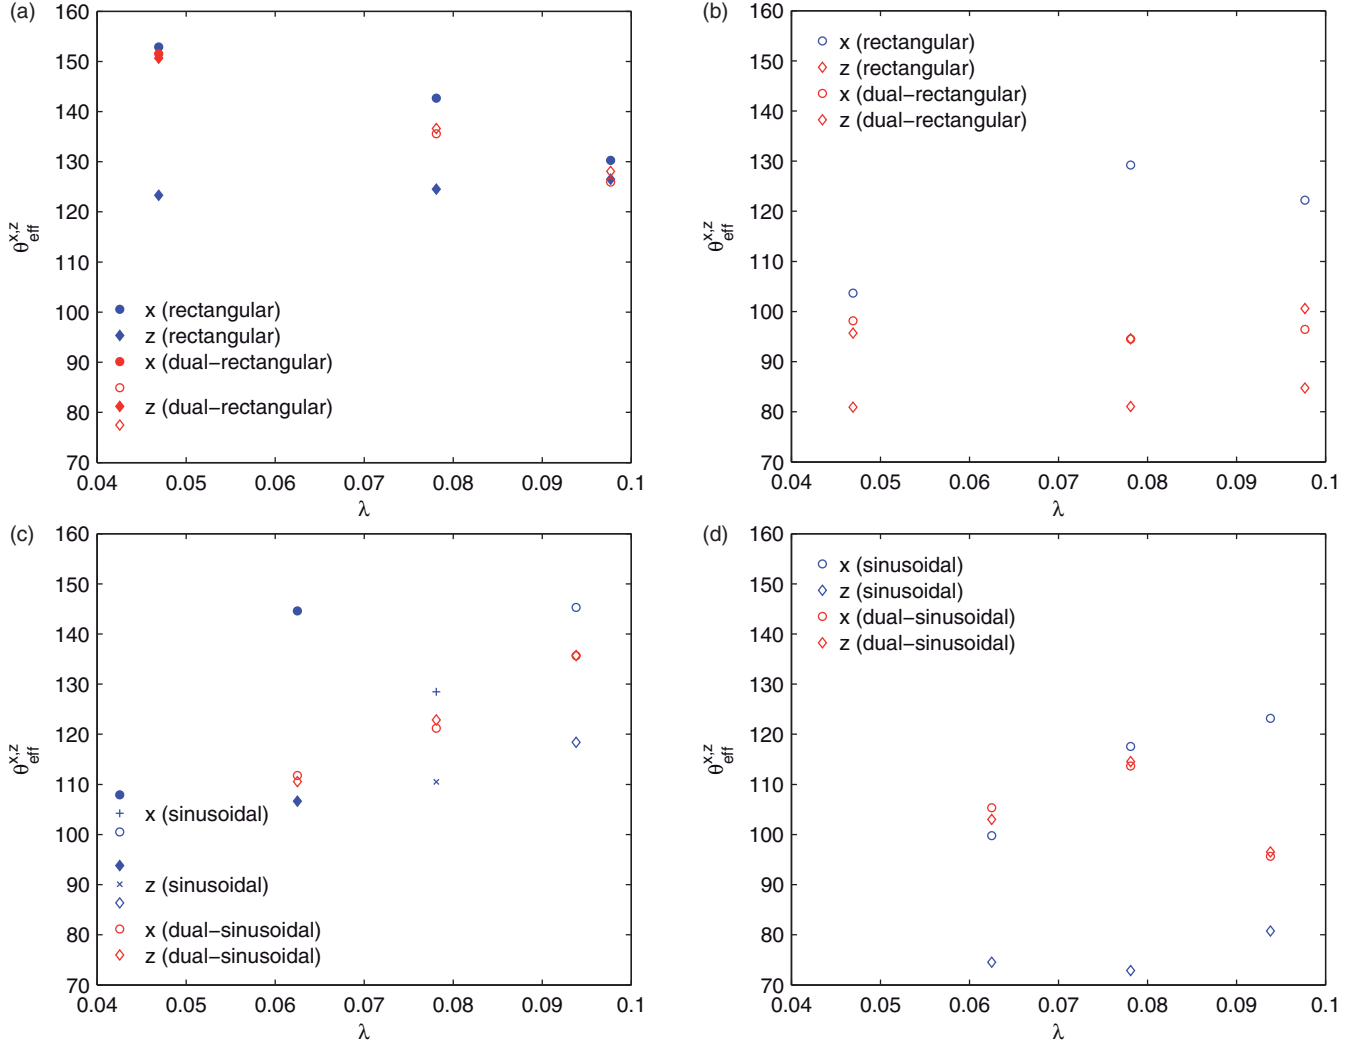 (a)
160
150
140
130
120
110
100
90
80
70
θ_eff^x,z
x (rectangular)
z (rectangular)
x (dual−rectangular)
z (dual−rectangular)
0.04 0.05 0.06 0.07 0.08 0.09 0.1
λ
(b)
160
150
140
130
120
110
100
90
80
70
θ_eff^x,z
x (rectangular)
z (rectangular)
x (dual−rectangular)
z (dual−rectangular)
0.04 0.05 0.06 0.07 0.08 0.09 0.1
λ
(c)
160
150
140
130
120
110
100
90
80
70
θ_eff^x,z
x (sinusoidal)
z (sinusoidal)
x (dual−sinusoidal)
z (dual−sinusoidal)
0.04 0.05 0.06 0.07 0.08 0.09 0.1
λ
(d)
160
150
140
130
120
110
100
90
80
70
θ_eff^x,z
x (sinusoidal)
z (sinusoidal)
x (dual−sinusoidal)
z (dual−sinusoidal)
0.04 0.05 0.06 0.07 0.08 0.09 0.1
λ